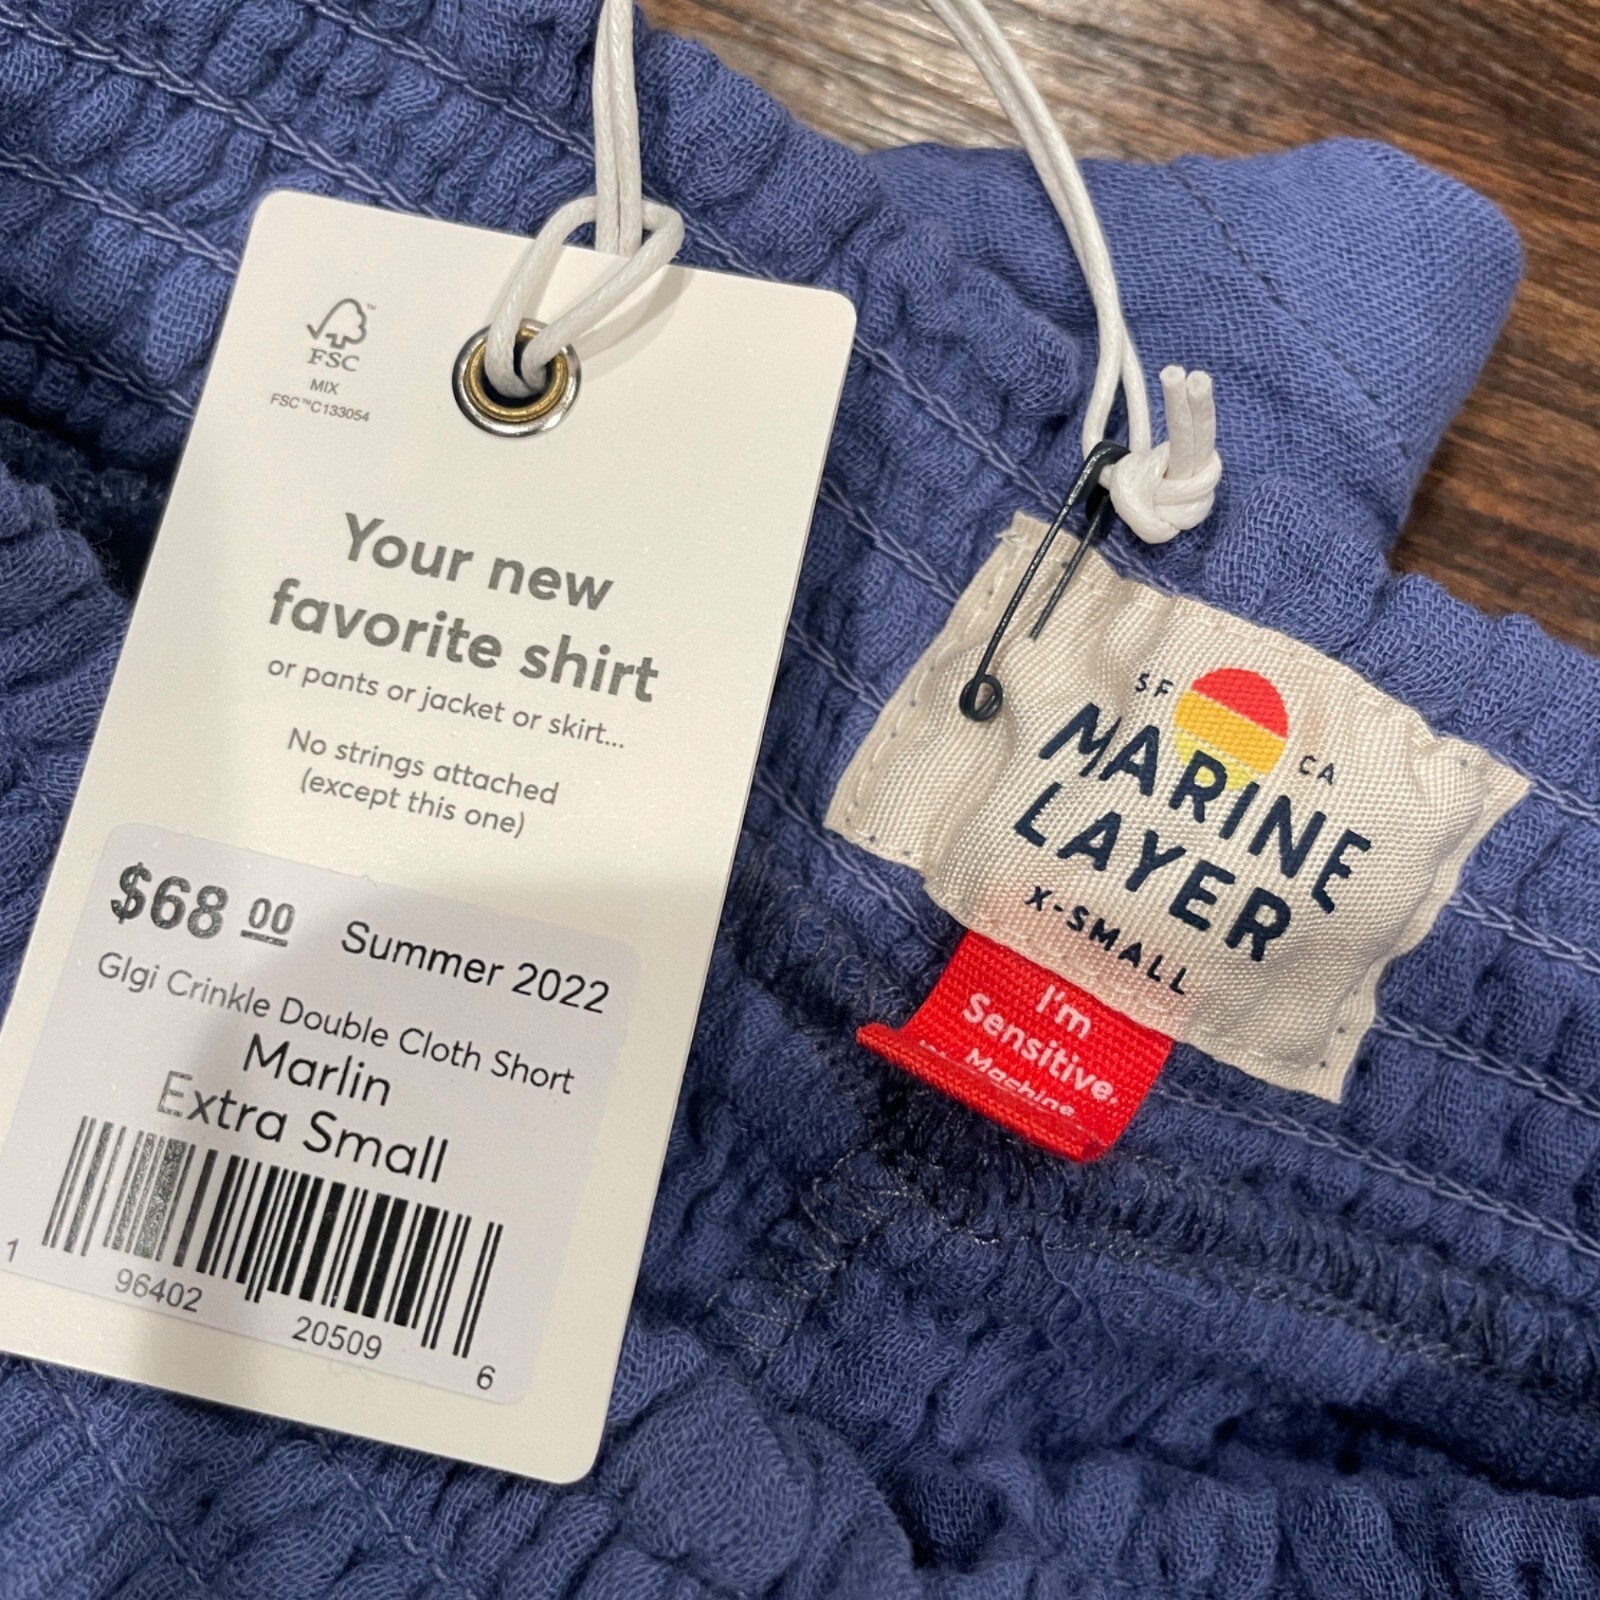 FSC
MIX
FSC™C133054
Your new
favorite shirt
or pants or jacket or skirt...
No strings attached
(except this one)
$68 00 Summer 2022
GIgi Crinkle Double Cloth Short
Marlin
Extra Small
1 96402 20509 6
SF CA
MARINE
LAYER
X-SMALL
I'm
Sensitive.
Machine